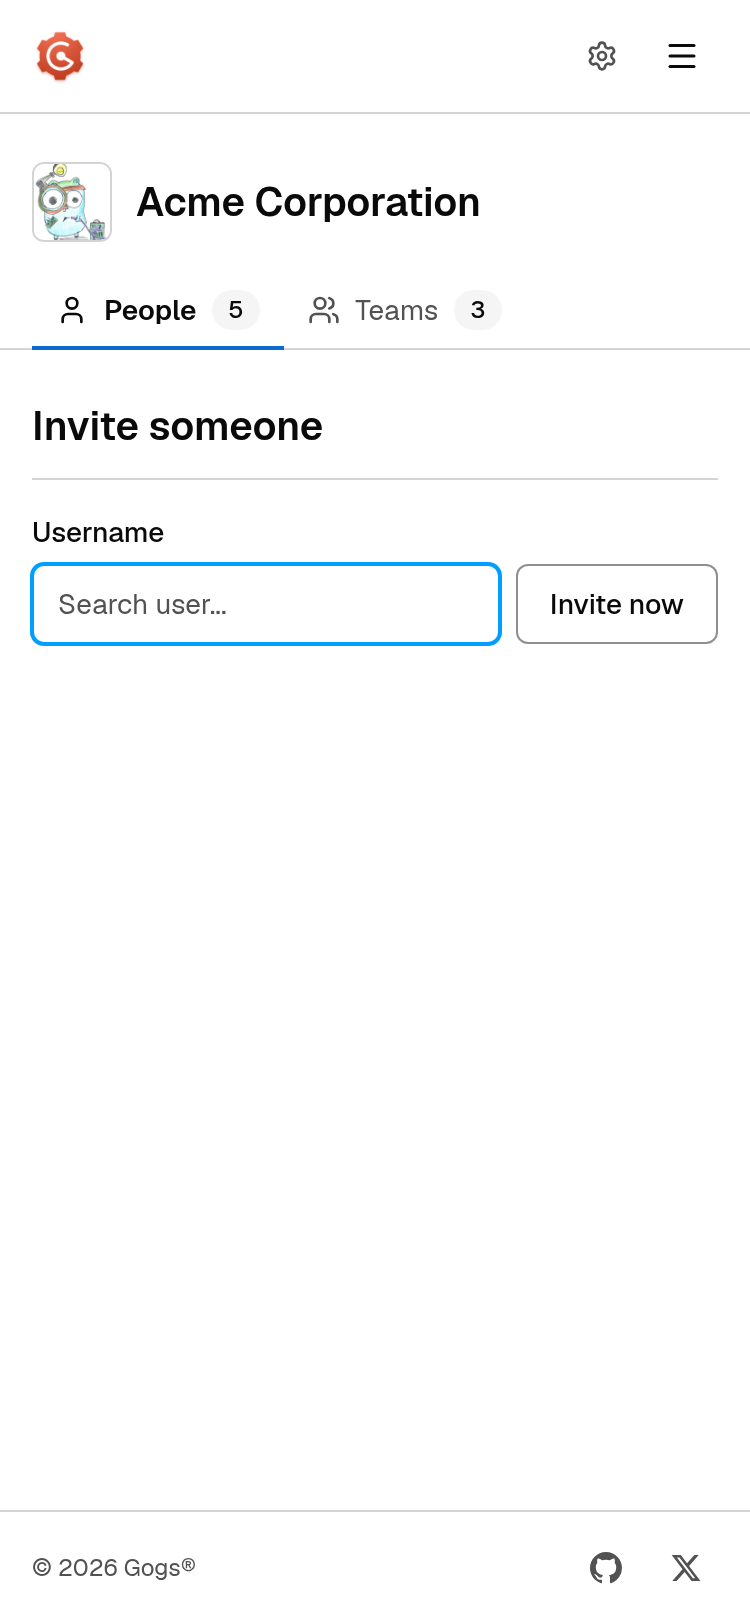 Acme Corporation
People 5 Teams 3
Invite someone
Username
Search user... Invite now
© 2026 Gogs®